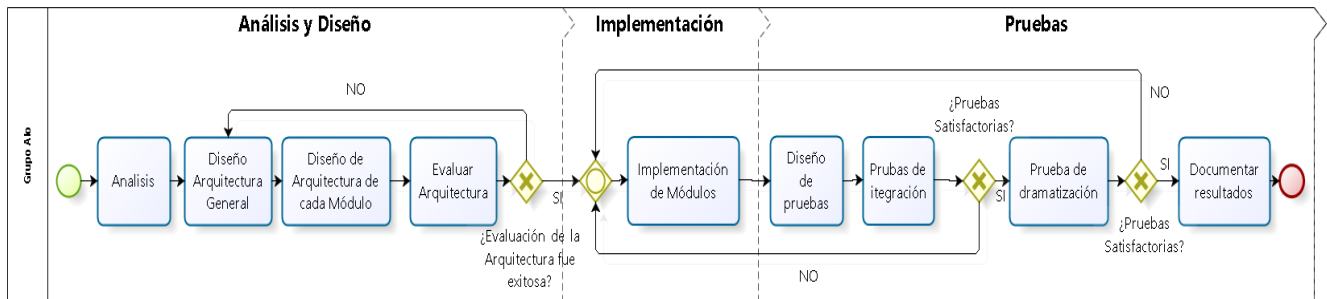 Análisis y Diseño
Implementación
Pruebas
Grupo Alo
Analisis
Diseño
Arquitectura
General
Diseño de
Arquitectura de
cada Módulo
Evaluar
Arquitectura
NO
SI
¿Evaluación de la
Arquitectura fue
exitosa?
Implementación
de Módulos
Diseño
de
pruebas
Prubas de
itegración
¿Pruebas
Satisfactorias?
SI
NO
Prueba de
dramatización
NO
SI
¿Pruebas
Satisfactorias?
Documentar
resultados